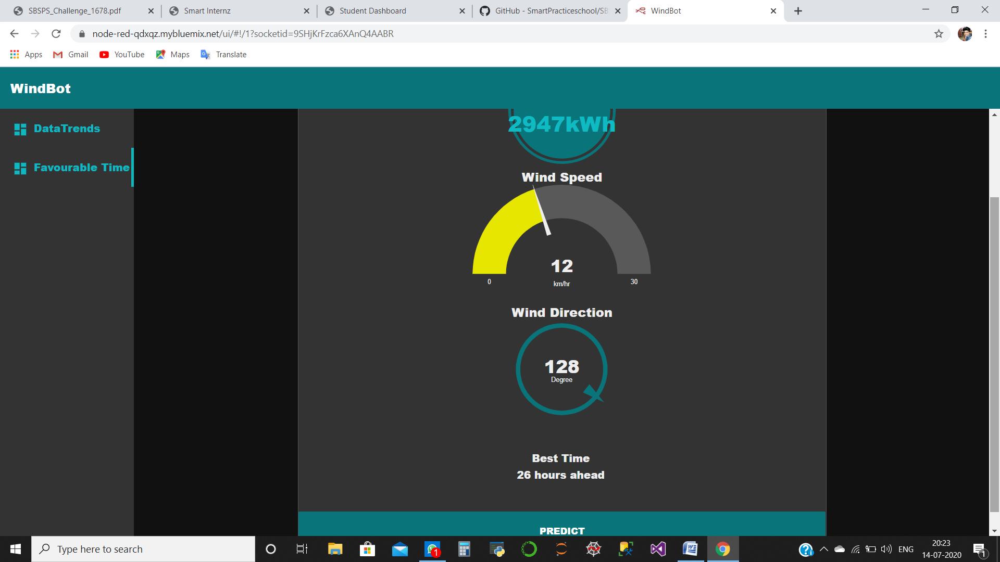 SBSPS_Challenge_1678.pdf
Smart Internz
Student Dashboard
GitHub - SmartPracticeschool/SB
WindBot
node-red-qdxqz.mybluemix.net/ui/#!/1?socketid=9SHjKrFzca6XAnQ4AABR
Apps
Gmail
YouTube
Maps
Translate
WindBot
DataTrends
Favourable Time
2947kWh
Wind Speed
12
km/hr
0
30
Wind Direction
128
Degree
Best Time
26 hours ahead
PREDICT
Type here to search
1
ENG
20:23
14-07-2020
1